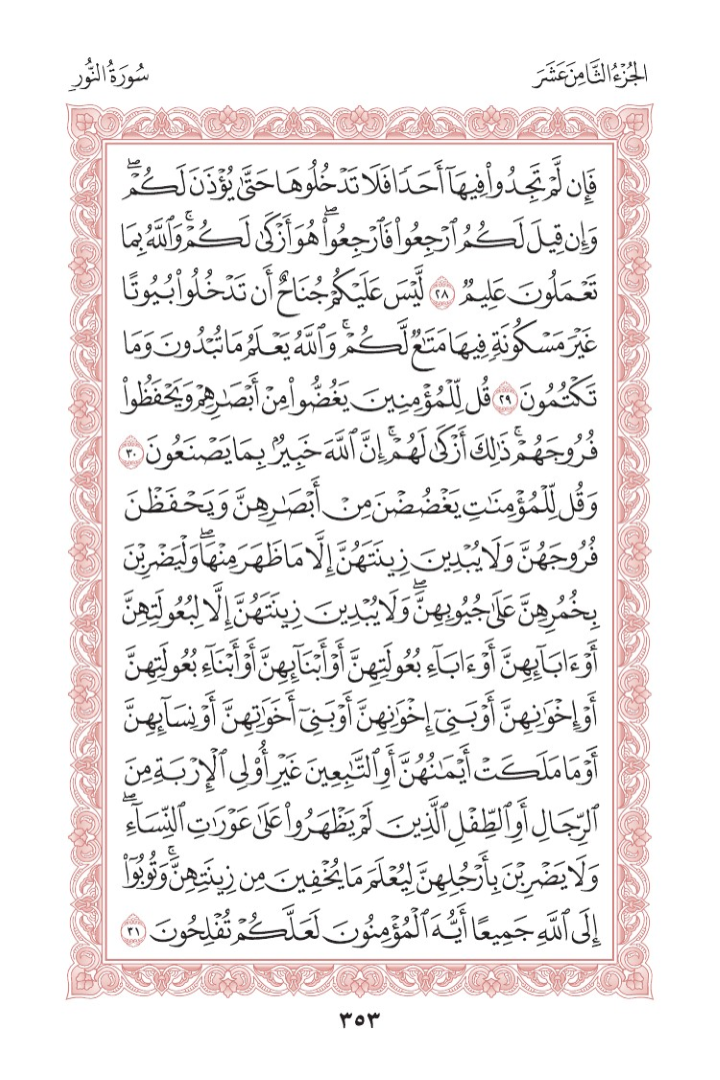 الجُزْءُ الثَّامِنَ عَشَرَ
سُورَةُ النُّورِ
فَإِن لَّمْ تَجِدُوا۟ فِيهَآ أَحَدًا فَلَا تَدْخُلُوهَا حَتَّىٰ يُؤْذَنَ لَكُمْۖ
وَإِن قِيلَ لَكُمُ ٱرْجِعُوا۟ فَٱرْجِعُوا۟ۖ هُوَ أَزْكَىٰ لَكُمْۚ وَٱللَّهُ بِمَا
تَعْمَلُونَ عَلِيمٌ ٢٨ لَّيْسَ عَلَيْكُمْ جُنَاحٌ أَن تَدْخُلُوا۟ بُيُوتًا
غَيْرَ مَسْكُونَةٍ فِيهَا مَتَٰعٌ لَّكُمْۚ وَٱللَّهُ يَعْلَمُ مَا تُبْدُونَ وَمَا
تَكْتُمُونَ ٢٩ قُل لِّلْمُؤْمِنِينَ يَغُضُّوا۟ مِنْ أَبْصَٰرِهِمْ وَيَحْفَظُوا۟
فُرُوجَهُمْۚ ذَٰلِكَ أَزْكَىٰ لَهُمْۚ إِنَّ ٱللَّهَ خَبِيرٌۢ بِمَا يَصْنَعُونَ ٣٠
وَقُل لِّلْمُؤْمِنَٰتِ يَغْضُضْنَ مِنْ أَبْصَٰرِهِنَّ وَيَحْفَظْنَ
فُرُوجَهُنَّ وَلَا يُبْدِينَ زِينَتَهُنَّ إِلَّا مَا ظَهَرَ مِنْهَاۖ وَلْيَضْرِبْنَ
بِخُمُرِهِنَّ عَلَىٰ جُيُوبِهِنَّۖ وَلَا يُبْدِينَ زِينَتَهُنَّ إِلَّا لِبُعُولَتِهِنَّ
أَوْ ءَابَآئِهِنَّ أَوْ ءَابَآءِ بُعُولَتِهِنَّ أَوْ أَبْنَآئِهِنَّ أَوْ أَبْنَآءِ بُعُولَتِهِنَّ
أَوْ إِخْوَٰنِهِنَّ أَوْ بَنِىٓ إِخْوَٰنِهِنَّ أَوْ بَنِىٓ أَخَوَٰتِهِنَّ أَوْ نِسَآئِهِنَّ
أَوْ مَا مَلَكَتْ أَيْمَٰنُهُنَّ أَوِ ٱلتَّٰبِعِينَ غَيْرِ أُو۟لِى ٱلْإِرْبَةِ مِنَ
ٱلرِّجَالِ أَوِ ٱلطِّفْلِ ٱلَّذِينَ لَمْ يَظْهَرُوا۟ عَلَىٰ عَوْرَٰتِ ٱلنِّسَآءِۖ
وَلَا يَضْرِبْنَ بِأَرْجُلِهِنَّ لِيُعْلَمَ مَا يُخْفِينَ مِن زِينَتِهِنَّۚ وَتُوبُوٓا۟
إِلَى ٱللَّهِ جَمِيعًا أَيُّهَ ٱلْمُؤْمِنُونَ لَعَلَّكُمْ تُفْلِحُونَ ٣١
٣٥٣